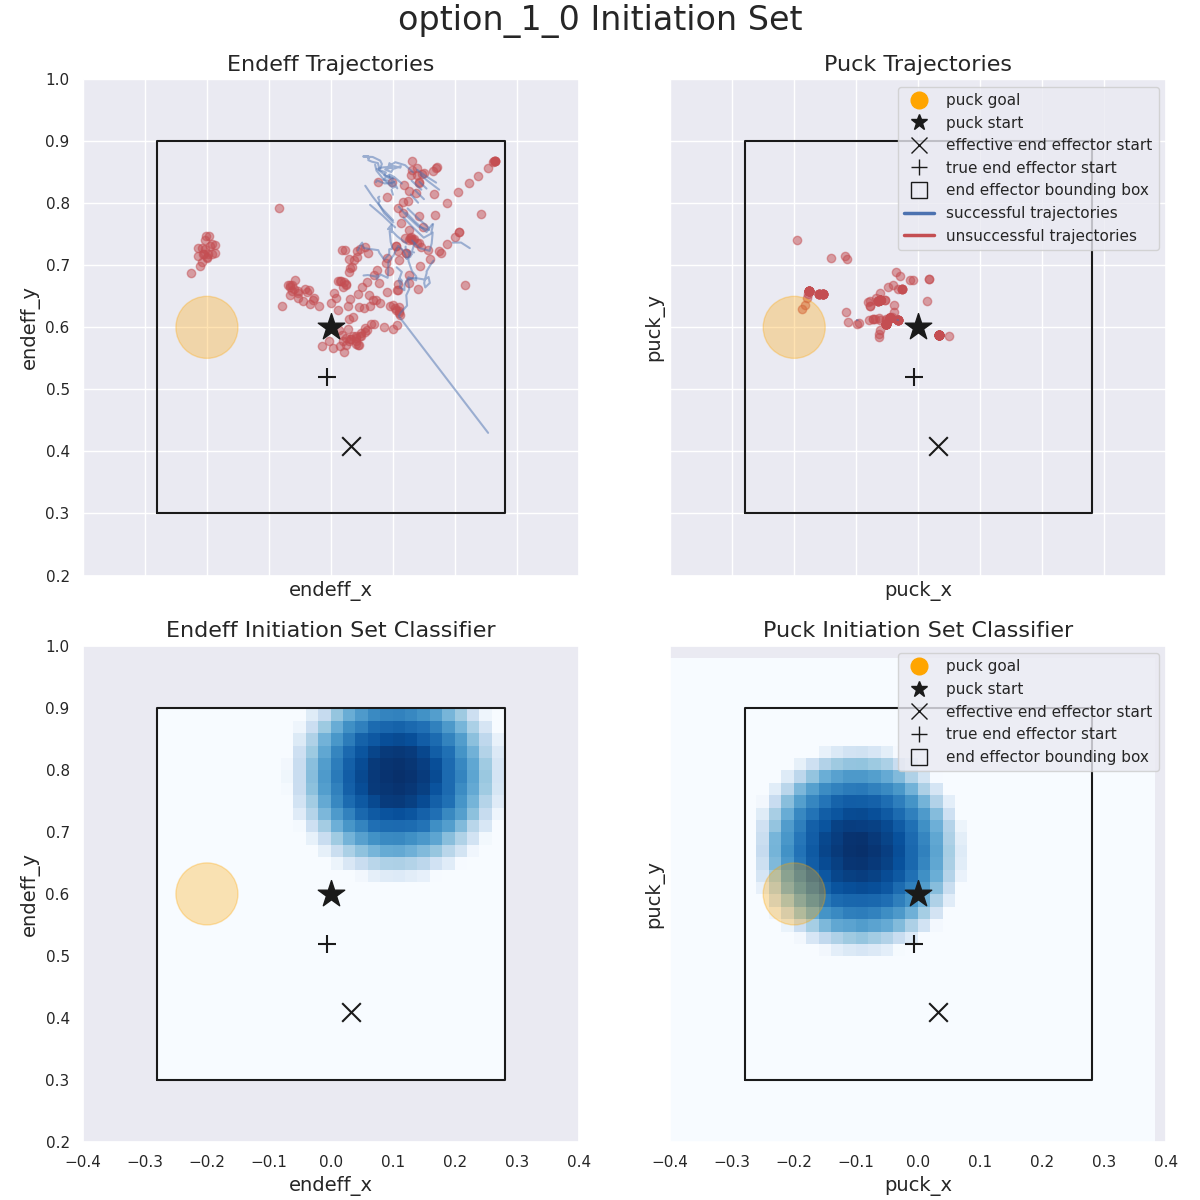 option_1_0 Initiation Set
Endeff Trajectories
Puck Trajectories
1.0
0.9
0.8
0.7
0.6
0.5
0.4
0.3
0.2
endeff_y
endeff_x
puck_y
puck_x
puck goal
puck start
effective end effector start
true end effector start
end effector bounding box
successful trajectories
unsuccessful trajectories
Endeff Initiation Set Classifier
Puck Initiation Set Classifier
1.0
0.9
0.8
0.7
0.6
0.5
0.4
0.3
0.2
endeff_y
−0.4 −0.3 −0.2 −0.1 0.0 0.1 0.2 0.3 0.4
endeff_x
puck_y
puck goal
puck start
effective end effector start
true end effector start
end effector bounding box
−0.4 −0.3 −0.2 −0.1 0.0 0.1 0.2 0.3 0.4
puck_x